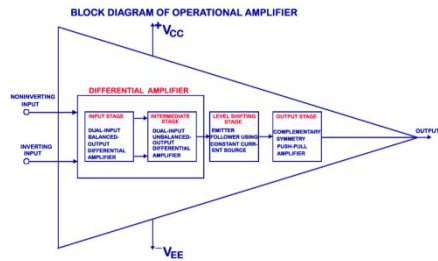 BLOCK DIAGRAM OF OPERATIONAL AMPLIFIER
+VCC
DIFFERENTIAL AMPLIFIER
NONINVERTING
INPUT
INVERTING
INPUT
INPUT STAGE
DUAL-INPUT
BALANCED-
OUTPUT
DIFFERENTIAL
AMPLIFIER
INTERMEDIATE
STAGE
DUAL-INPUT
UNBALANCED-
OUTPUT
DIFFERENTIAL
AMPLIFIER
LEVEL SHIFTING
STAGE
EMITTER
FOLLOWER USING
CONSTANT CURR-
ENT SOURCE
OUTPUT STAGE
COMPLEMENTARY
SYMMETRY
PUSH-PULL
AMPLIFIER
OUTPUT
-VEE